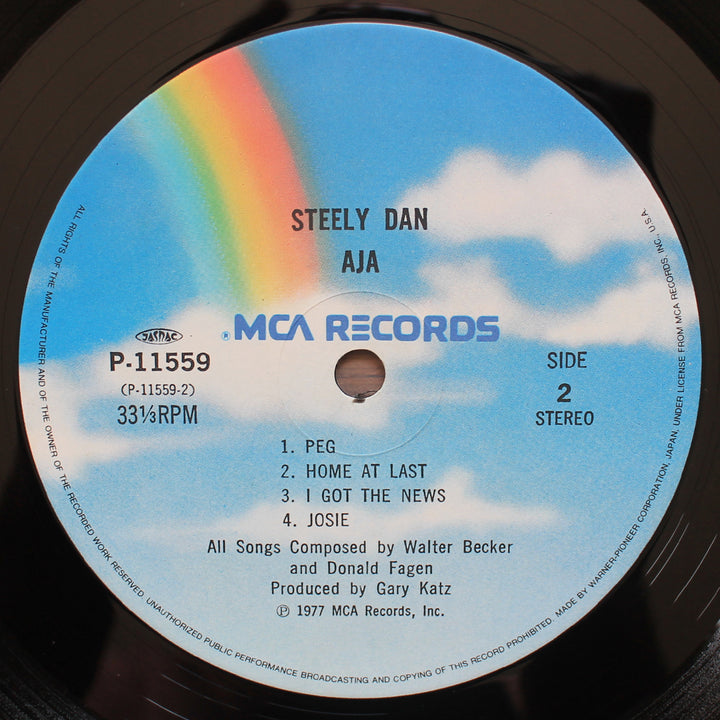 STEELY DAN
AJA
® MCA RECORDS
JASRAC
P-11559
(P-11559-2)
33⅓RPM
SIDE
2
STEREO
1. PEG
2. HOME AT LAST
3. I GOT THE NEWS
4. JOSIE
All Songs Composed by Walter Becker
and Donald Fagen
Produced by Gary Katz
℗ 1977 MCA Records, Inc.
ALL RIGHTS OF THE MANUFACTURER AND OF THE OWNER OF THE RECORDED WORK RESERVED. UNAUTHORIZED PUBLIC PERFORMANCE BROADCASTING AND COPYING OF THIS RECORD PROHIBITED. MADE BY WARNER-PIONEER CORPORATION, JAPAN, UNDER LICENSE FROM MCA RECORDS, INC., U.S.A.